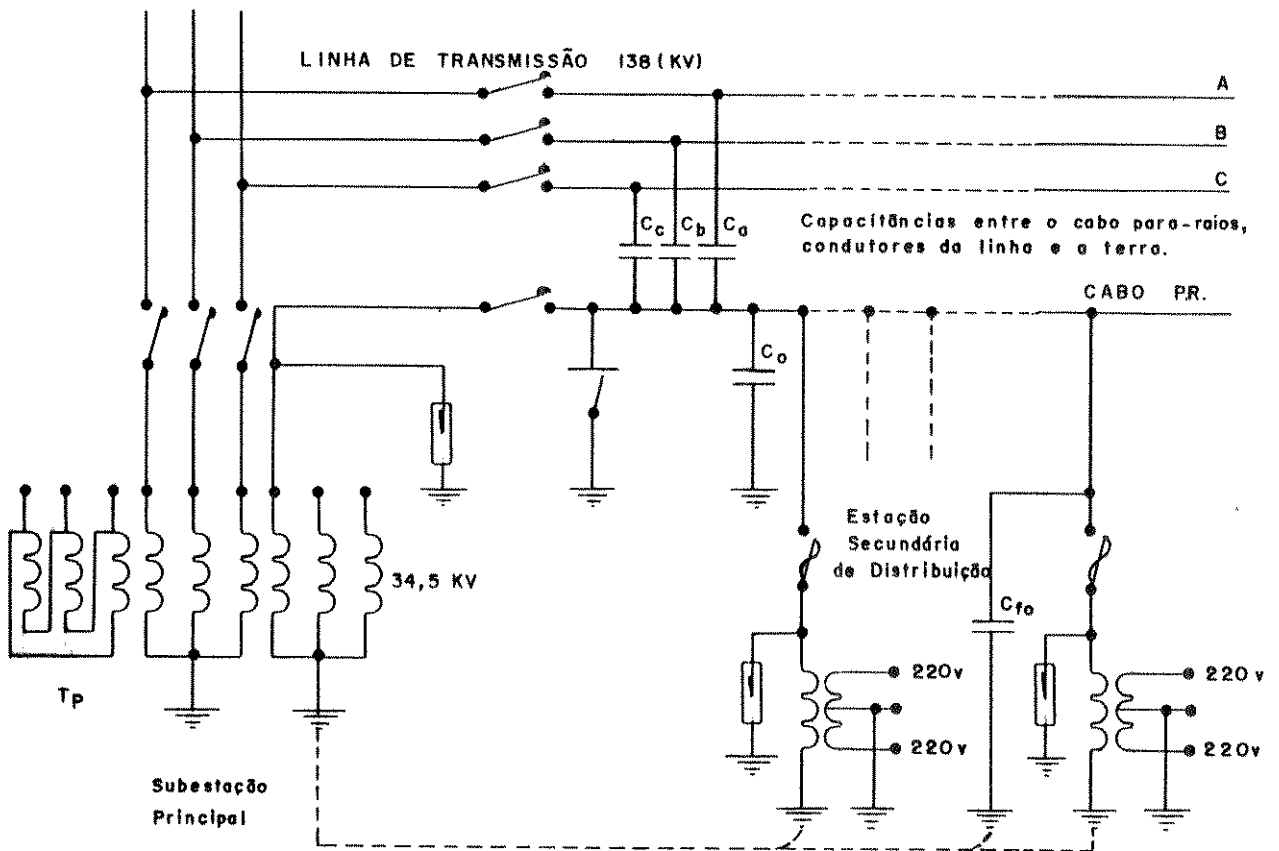 LINHA DE TRANSMISSÃO 138 (KV)
A
B
C
Cc Cb Ca
Capacitâncias entre o cabo para-raios,
condutores da linha e a terra.
CABO P.R.
Co
Estação
Secundária
de Distribuição
34,5 KV
Cfo
Tp
220v
220v
220v
220v
Subestação
Principal